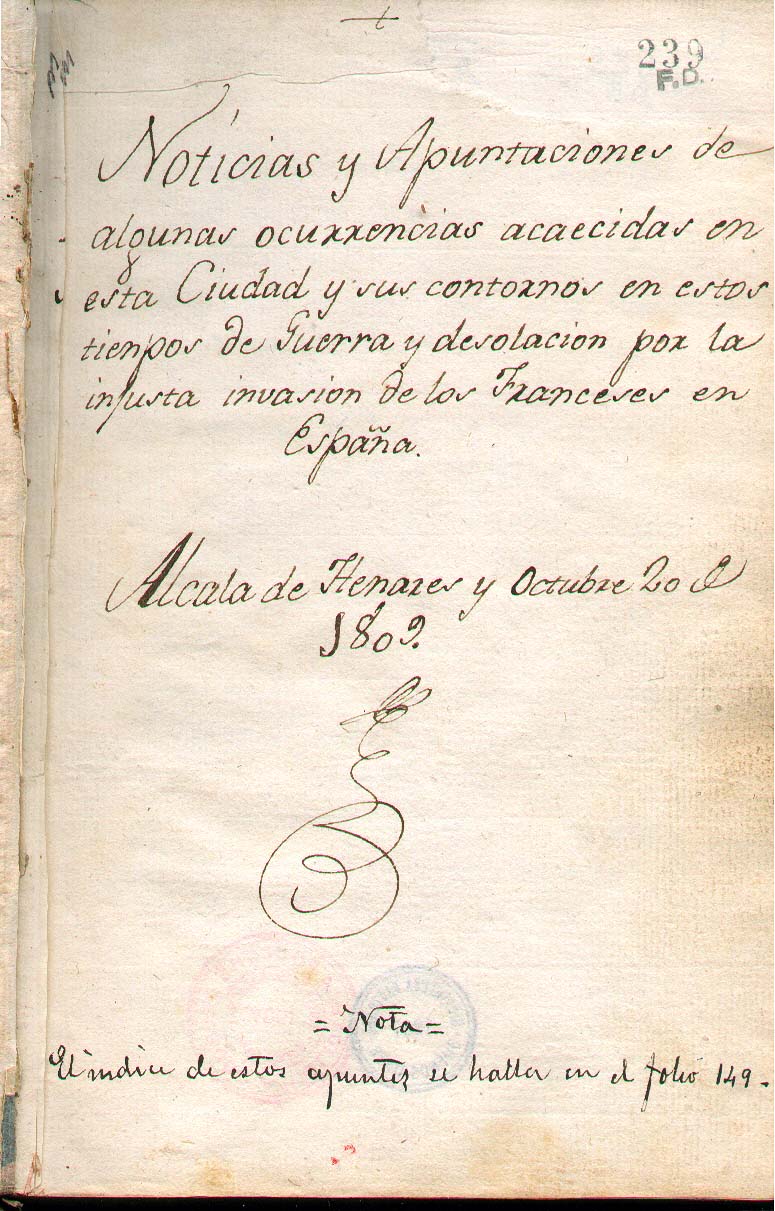 239
F.D.
Noticias y Apuntaciones de
algunas ocurrencias acaecidas en
esta Ciudad y sus contornos en estos
tienpos de Guerra y desolacion por la
injusta invasion de los Franceses en
España.
Alcala de Henares y Octubre 20 de
1809.
= Nota =
El indice de estos apuntes se halla en el folio 149.